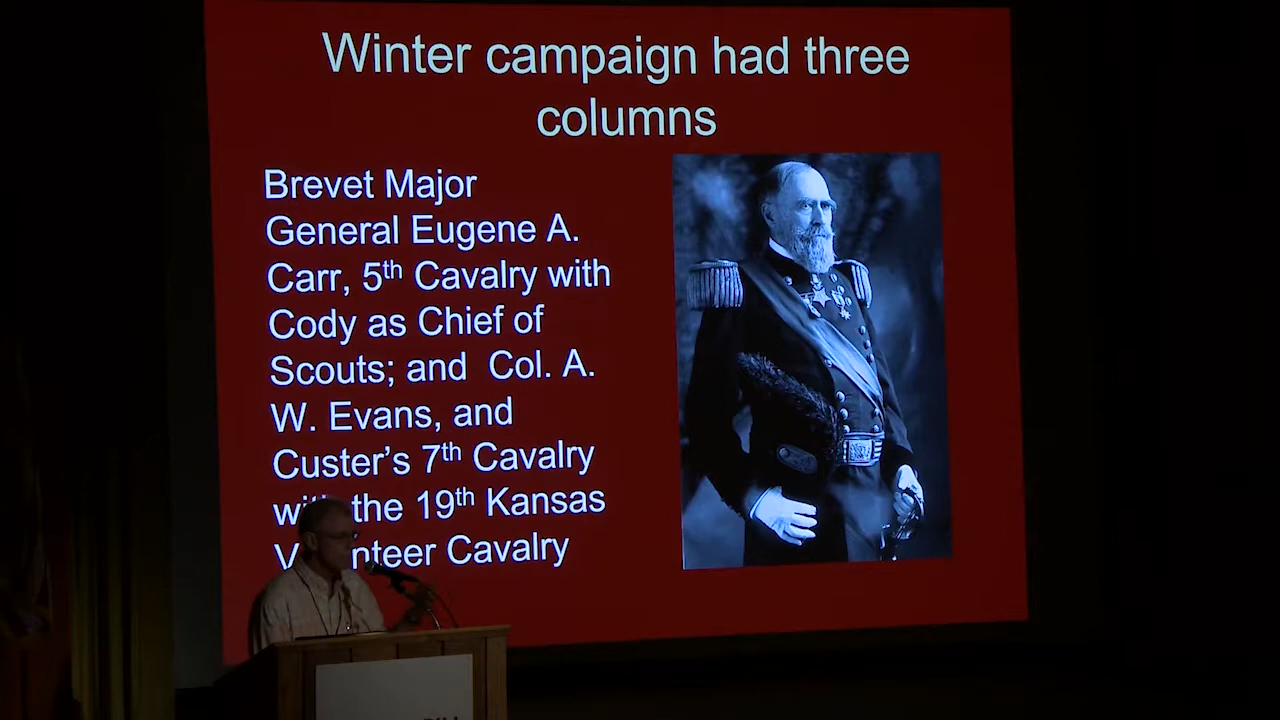 Winter campaign had three
columns
Brevet Major
General Eugene A.
Carr, 5th Cavalry with
Cody as Chief of
Scouts; and Col. A.
W. Evans, and
Custer's 7th Cavalry
the 19th Kansas
Cavalry